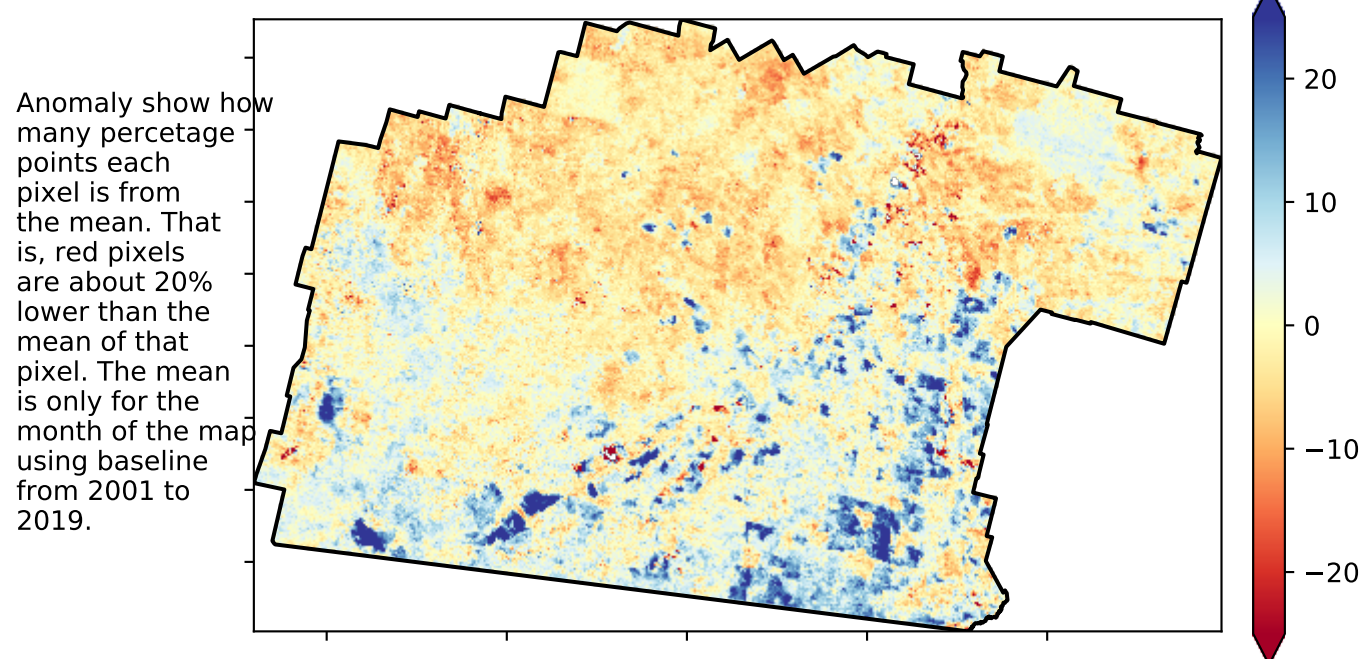 Anomaly show how
many percetage
points each
pixel is from
the mean. That
is, red pixels
are about 20%
lower than the
mean of that
pixel. The mean
is only for the
month of the map
using baseline
from 2001 to
2019.
20
10
0
−10
−20